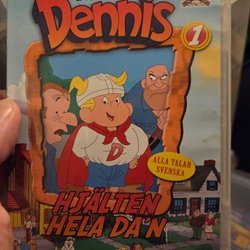 Dennis
1
D
ALLA TALAR
SVENSKA
HJÄLTEN
HELA DA'N